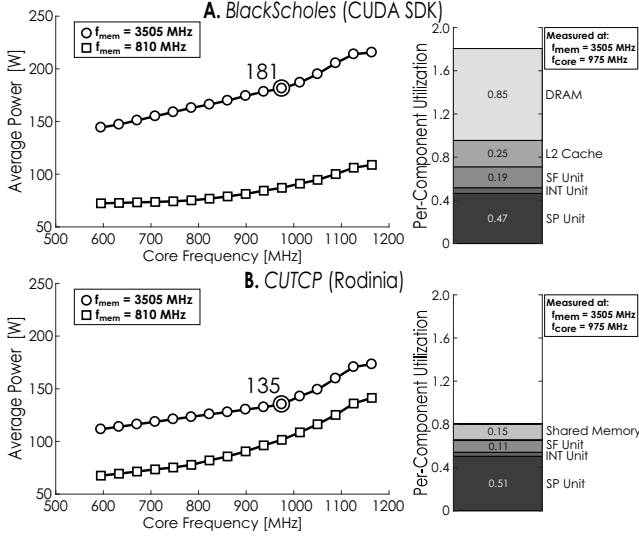 A. BlackScholes (CUDA SDK)
Average Power [W]
250
200
150
100
50
f_mem = 3505 MHz
f_mem = 810 MHz
181
500 600 700 800 900 1000 1100 1200
Core Frequency [MHz]
Per-Component Utilization
2.0
1.6
1.2
0.8
0.4
0
0.85
0.25
0.19
0.47
DRAM
L2 Cache
SF Unit
INT Unit
SP Unit
Measured at:
f_mem = 3505 MHz
f_core = 975 MHz
B. CUTCP (Rodinia)
Average Power [W]
250
200
150
100
50
f_mem = 3505 MHz
f_mem = 810 MHz
135
500 600 700 800 900 1000 1100 1200
Core Frequency [MHz]
Per-Component Utilization
2.0
1.6
1.2
0.8
0.4
0
0.15
0.11
0.51
Shared Memory
SF Unit
INT Unit
SP Unit
Measured at:
f_mem = 3505 MHz
f_core = 975 MHz